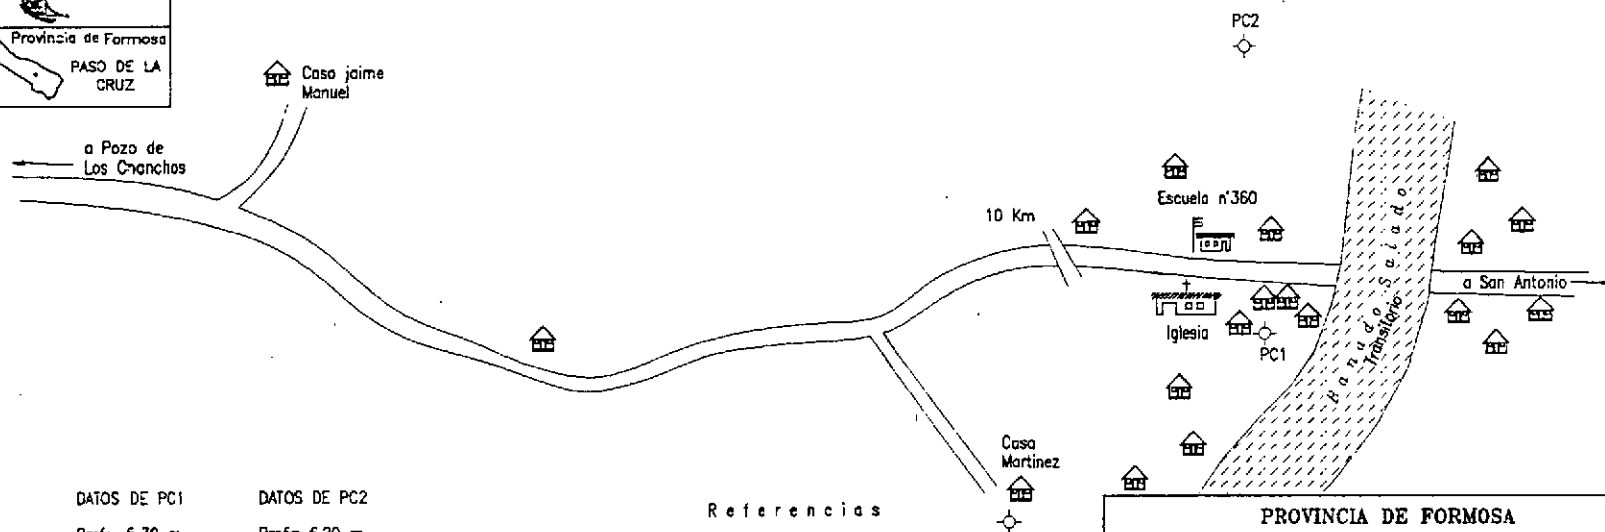 Provincia de Formosa
PASO DE LA
CRUZ
Casa jaime
Manuel
a Pozo de
Los Chanchos
PC2
Escuela n°360
10 Km
Bañado Salado
Transitorio
a San Antonio
Iglesia
PC1
Casa
Martinez
DATOS DE PC1
DATOS DE PC2
Referencias
PROVINCIA DE FORMOSA